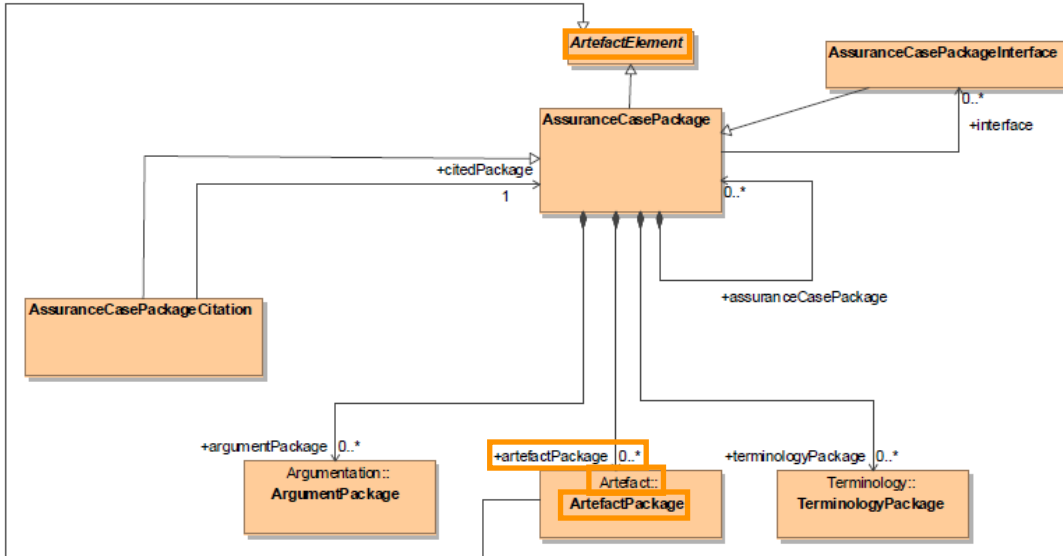 ArtefactElement
AssuranceCasePackageInterface
AssuranceCasePackage
0..*
+interface
+citedPackage
1
0..*
+assuranceCasePackage
AssuranceCasePackageCitation
+argumentPackage 0..*
+artefactPackage 0..*
+terminologyPackage 0..*
Argumentation::
ArgumentPackage
Artefact::
ArtefactPackage
Terminology::
TerminologyPackage